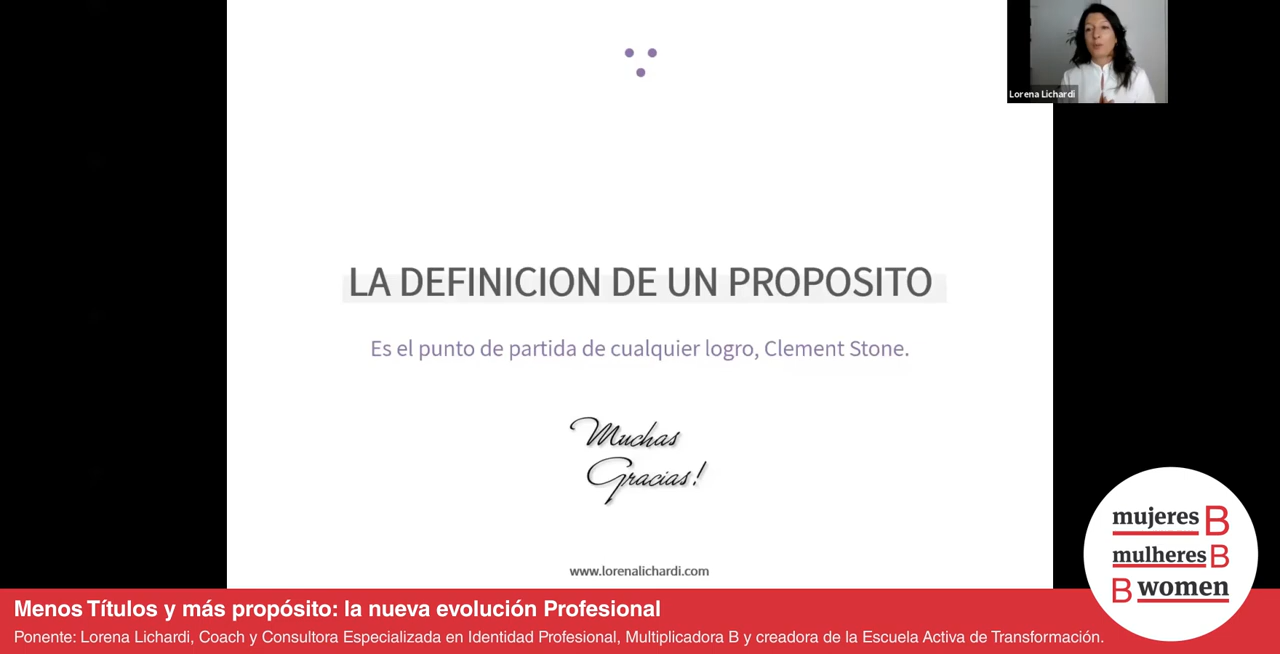 Lorena Lichardi
LA DEFINICION DE UN PROPOSITO
Es el punto de partida de cualquier logro, Clement Stone.
Muchas
Gracias!
www.lorenalichardi.com
mujeres B
mulheres B
B women
Menos Títulos y más propósito: la nueva evolución Profesional
Ponente: Lorena Lichardi, Coach y Consultora Especializada en Identidad Profesional, Multiplicadora B y creadora de la Escuela Activa de Transformación.